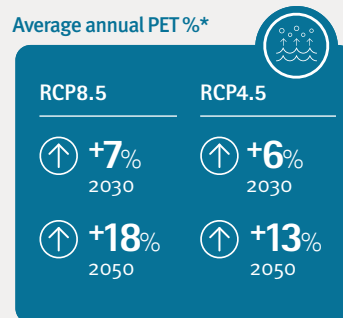 Average annual PET %*
RCP8.5
+7%
2030
+18%
2050
RCP4.5
+6%
2030
+13%
2050